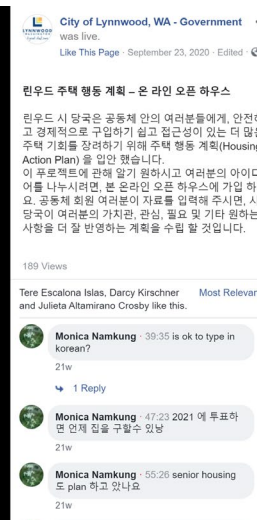 LYNNWOOD
WASHINGTON
City of Lynnwood, WA - Government
was live.
Like This Page · September 23, 2020 · Edited ·
린우드 주택 행동 계획 – 온 라인 오픈 하우스
린우드 시 당국은 공동체 안의 여러분들에게, 안전하
고 경제적으로 구입하기 쉽고 접근성이 있는 더 많은
주택 기회를 장려하기 위해 주택 행동 계획(Housing
Action Plan) 을 입안 했습니다.
이 푸로젝트에 관해 알기 원하시고 여러분의 아이디
어를 나누시려면, 본 온라인 오픈 하우스에 가입 하
요. 공동체 회원 여러분이 자료를 입력해 주시면, 시
당국이 여러분의 가치관, 관심, 필요 및 기타 원하는
사항을 더 잘 반영하는 계획을 수립 할 것입니다.
189 Views
Tere Escalona Islas, Darcy Kirschner
and Julieta Altamirano Crosby like this.
Most Relevan
Monica Namkung · 39:35 is ok to type in
korean?
21w
1 Reply
Monica Namkung · 47:23 2021 에 투표하
면 언제 집을 구할수 있낭
21w
Monica Namkung · 55:26 senior housing
도 plan 하고 았나요
21w